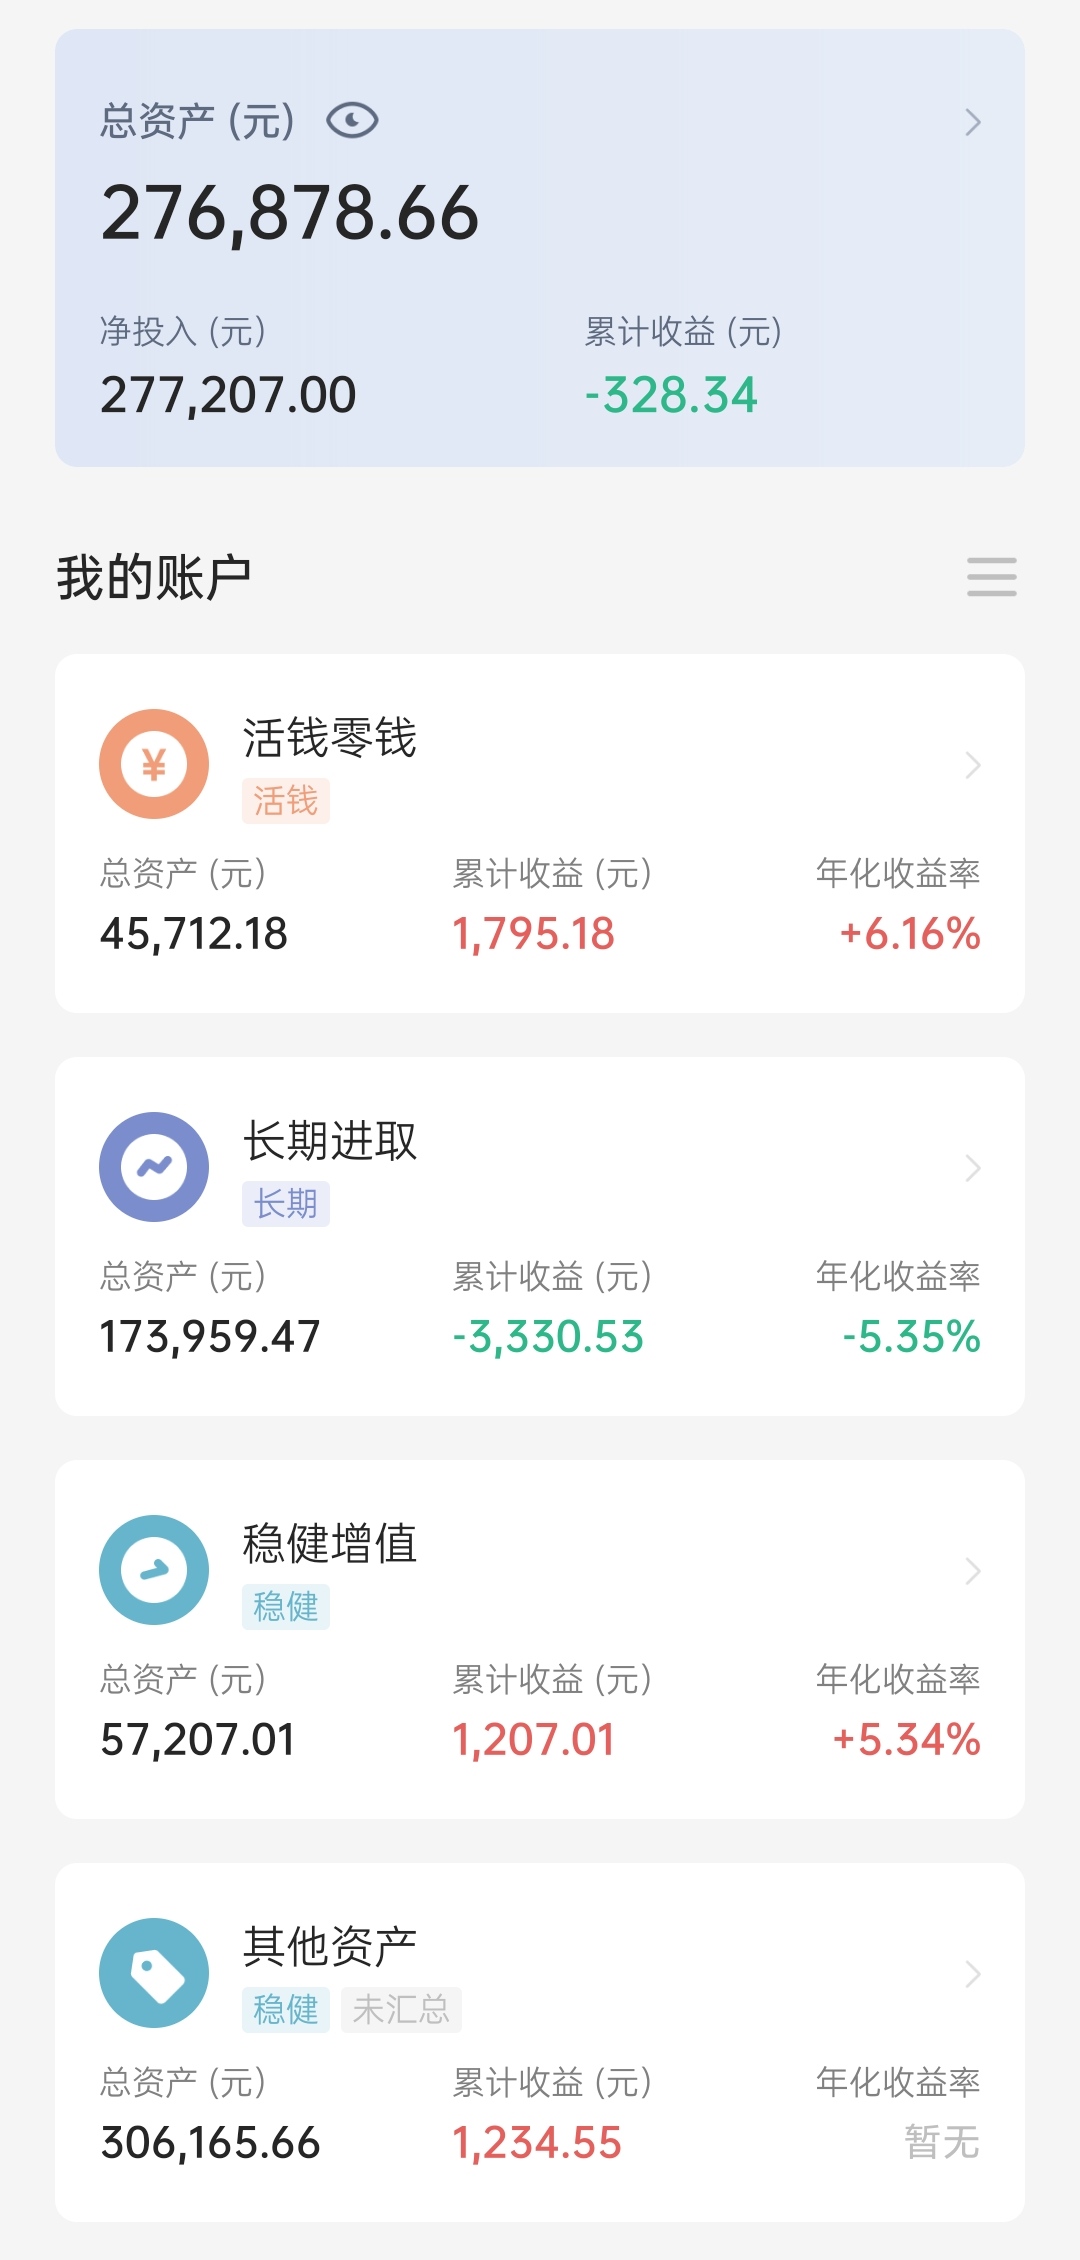 总资产 (元)
276,878.66
净投入 (元) 累计收益 (元)
277,207.00 -328.34
我的账户
¥ 活钱零钱
活钱
总资产 (元) 累计收益 (元) 年化收益率
45,712.18 1,795.18 +6.16%
长期进取
长期
总资产 (元) 累计收益 (元) 年化收益率
173,959.47 -3,330.53 -5.35%
稳健增值
稳健
总资产 (元) 累计收益 (元) 年化收益率
57,207.01 1,207.01 +5.34%
其他资产
稳健 未汇总
总资产 (元) 累计收益 (元) 年化收益率
306,165.66 1,234.55 暂无